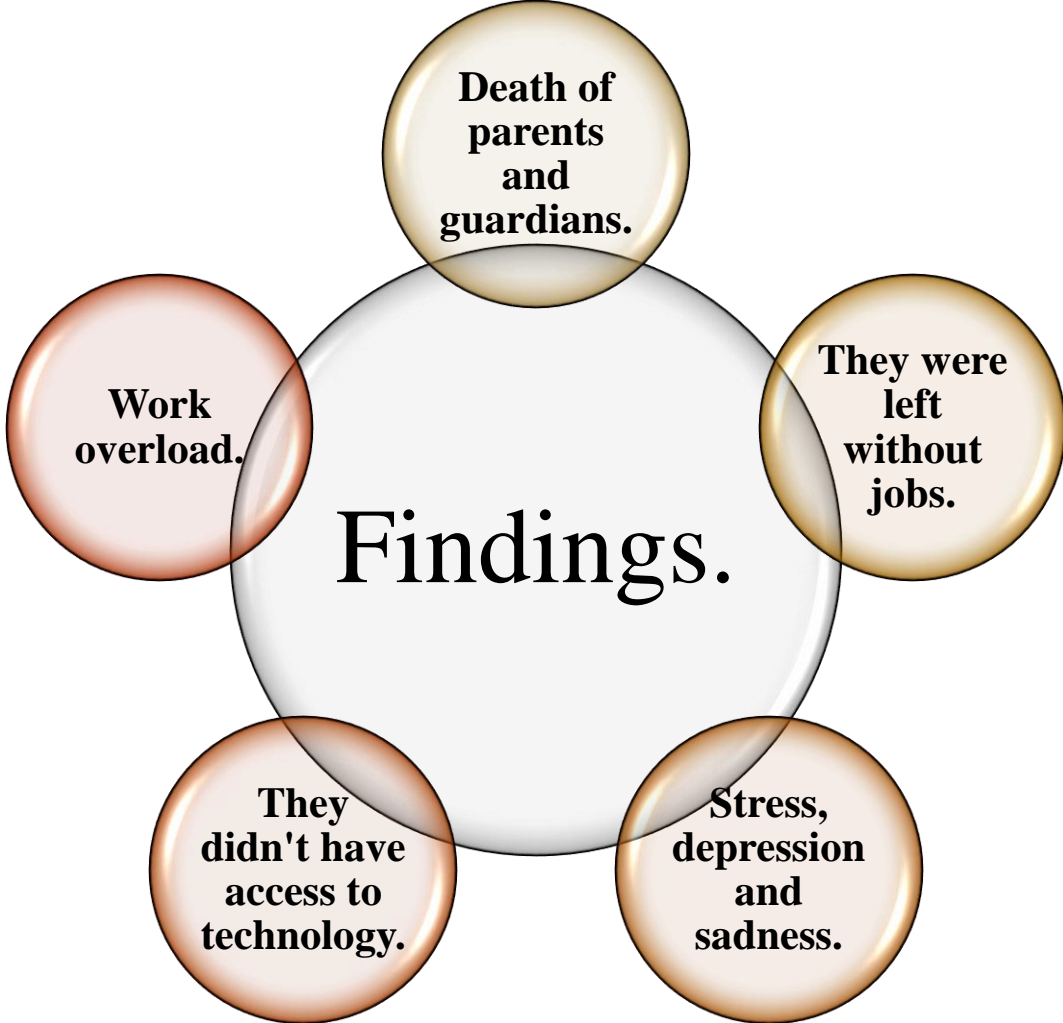 Death of
parents
and
guardians.
They were
left
without
jobs.
Stress,
depression
and
sadness.
They
didn't have
access to
technology.
Work
overload.
Findings.